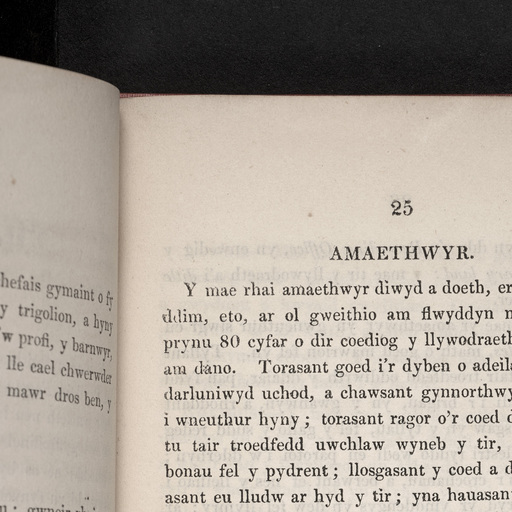 hefais gymaint o fy
y trigolion, a hyny
'w profi, y barnwyr,
lle cael chwerwder
mawr dros ben, y
25
AMAETHWYR.
Y mae rhai amaethwyr diwyd a doeth, er
ddim, eto, ar ol gweithio am flwyddyn n
prynu 80 cyfar o dir coediog y llywodraeth
am dano. Torasant goed i'r dyben o adeila
darluniwyd uchod, a chawsant gynnorthwy
i wneuthur hyny; torasant ragor o'r coed d
tu tair troedfedd uwchlaw wyneb y tir,
bonau fel y pydrent; llosgasant y coed a d
asant eu lludw ar hyd y tir; yna hauasant